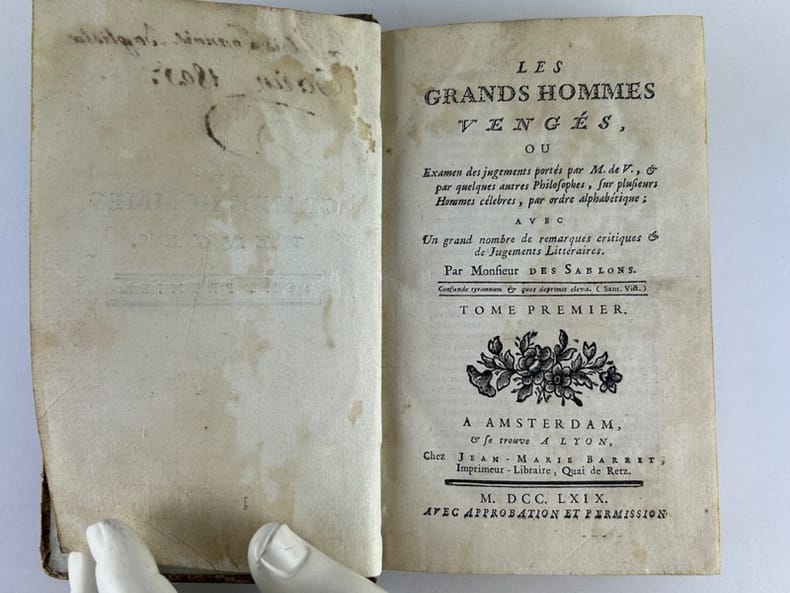 1803
LES
GRANDS HOMMES
VENGÉS,
OU
Examen des jugements portés par M. de V., &
par quelques autres Philoſophes, ſur pluſieurs
Hommes célebres, par ordre alphabétique;
AVEC
Un grand nombre de remarques critiques &
de Jugements Littéraires.
Par Monſieur DES SABLONS.
Confunde tyrannum & quos deprimit eleva. ( Sant. Vict. )
TOME PREMIER.
A AMSTERDAM,
& ſe trouve A LYON,
Chez JEAN-MARIE BARRET,
Imprimeur-Libraire, Quai de Retz.
M. DCC. LXIX.
AVEC APPROBATION ET PERMISSION